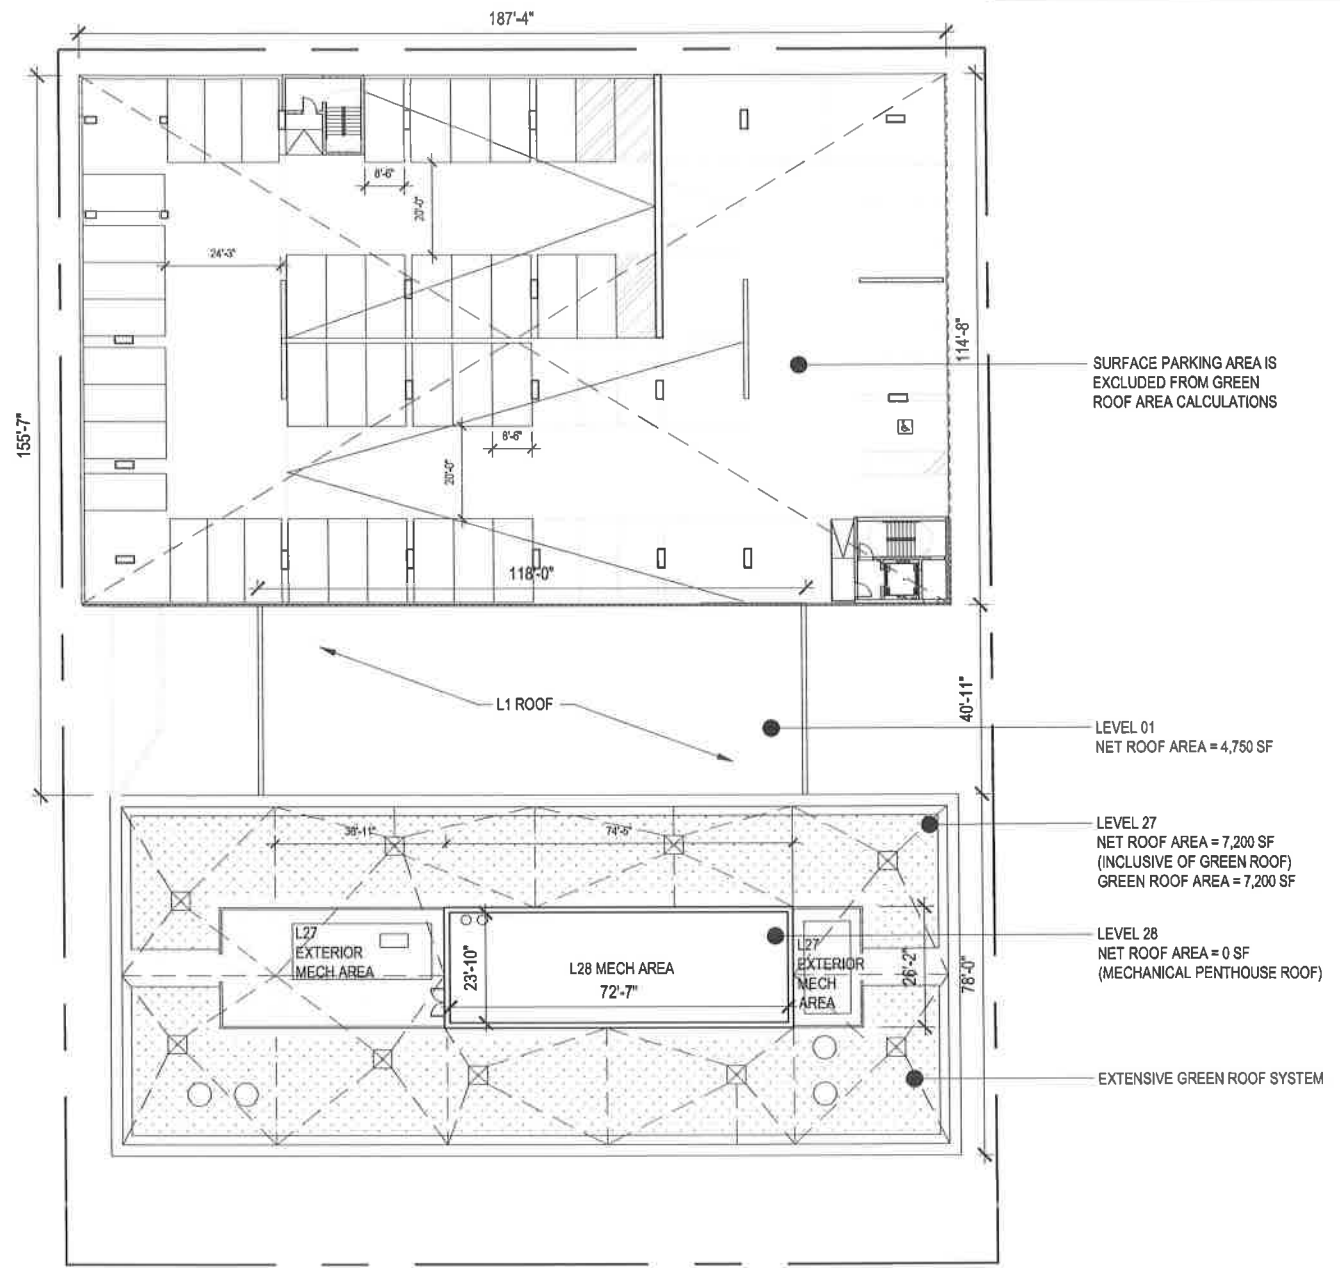 187'-4"
8'-6"
20'-0"
24'-3"
114'-8"
SURFACE PARKING AREA IS
EXCLUDED FROM GREEN
ROOF AREA CALCULATIONS
155'-7"
8'-6"
20'-0"
118'-0"
L1 ROOF
40'-11"
LEVEL 01
NET ROOF AREA = 4,750 SF
74'-5"
LEVEL 27
NET ROOF AREA = 7,200 SF
(INCLUSIVE OF GREEN ROOF)
GREEN ROOF AREA = 7,200 SF
L27
EXTERIOR
MECH AREA
23'-10"
L28 MECH AREA
72'-7"
L27
EXTERIOR
MECH
AREA
26'-2"
78'-0"
LEVEL 28
NET ROOF AREA = 0 SF
(MECHANICAL PENTHOUSE ROOF)
EXTENSIVE GREEN ROOF SYSTEM